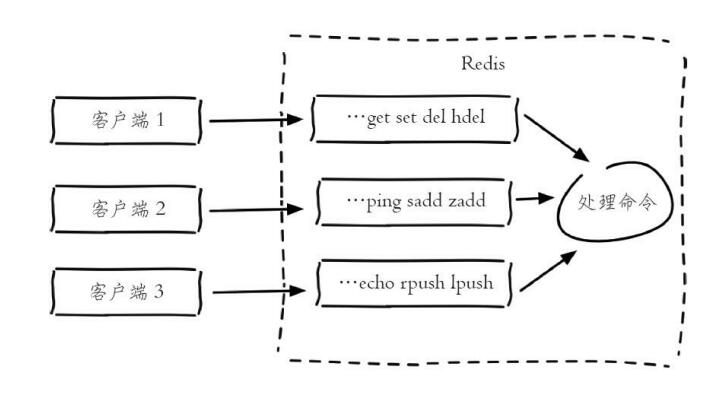 Redis
客户端 1
…get set del hdel
客户端 2
…ping sadd zadd
处理命令
客户端 3
…echo rpush lpush